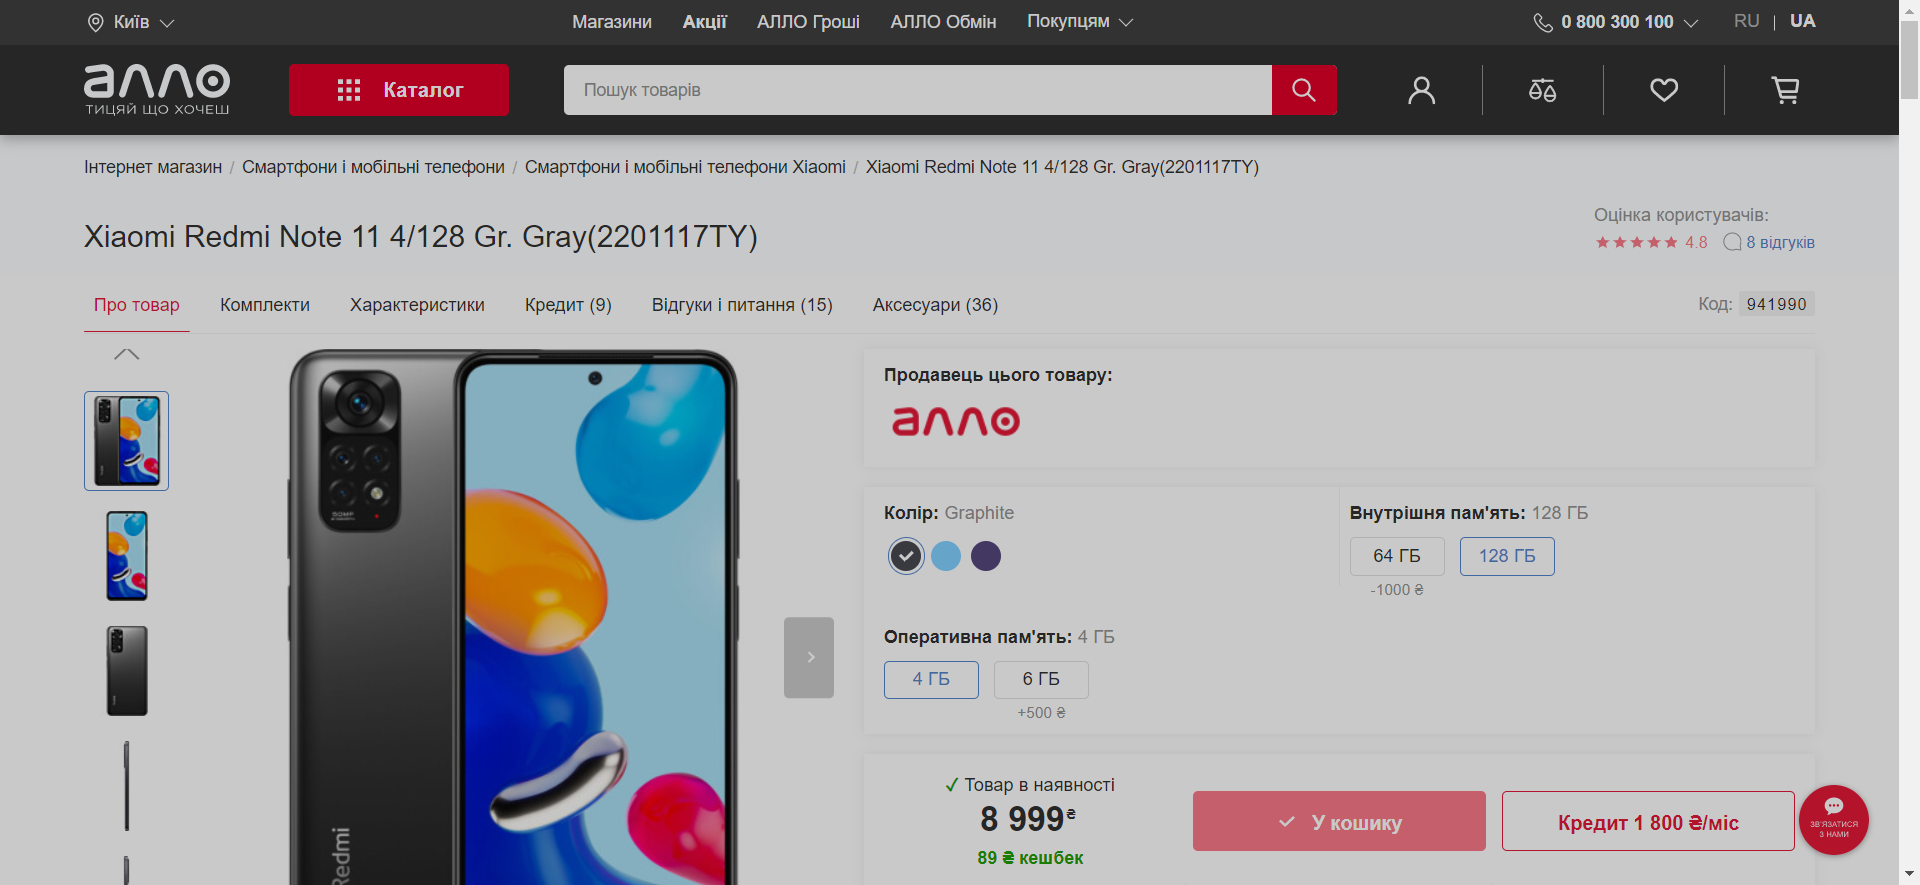 Київ
Магазини Акції АЛЛО Гроші АЛЛО Обмін Покупцям
0 800 300 100 RU | UA
алло
ТИЦЯЙ ЩО ХОЧЕШ
Каталог
Пошук товарів
Інтернет магазин / Смартфони і мобільні телефони / Смартфони і мобільні телефони Xiaomi / Xiaomi Redmi Note 11 4/128 Gr. Gray(2201117TY)
Xiaomi Redmi Note 11 4/128 Gr. Gray(2201117TY)
Оцінка користувачів:
4.8 8 відгуків
Про товар Комплекти Характеристики Кредит (9) Відгуки і питання (15) Аксесуари (36)
Код: 941990
50MP
Redmi
Продавець цього товару:
алло
Колір: Graphite
Внутрішня пам'ять: 128 ГБ
64 ГБ 128 ГБ
-1000 ₴
Оперативна пам'ять: 4 ГБ
4 ГБ 6 ГБ
+500 ₴
Товар в наявності
8 999₴
89 ₴ кешбек
У кошику
Кредит 1 800 ₴/міс
ЗВ'ЯЗАТИСЯ
З НАМИ